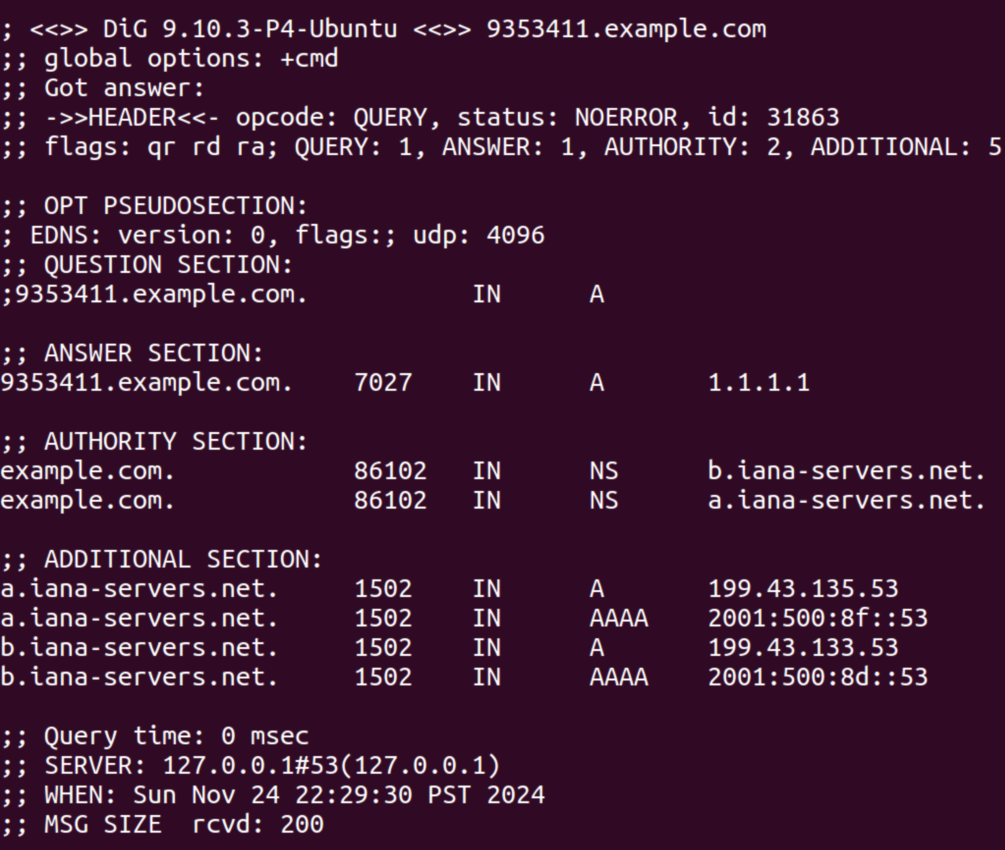 ; <<>> DiG 9.10.3-P4-Ubuntu <<>> 9353411.example.com
;; global options: +cmd
;; Got answer:
;; ->>HEADER<<- opcode: QUERY, status: NOERROR, id: 31863
;; flags: qr rd ra; QUERY: 1, ANSWER: 1, AUTHORITY: 2, ADDITIONAL: 5

;; OPT PSEUDOSECTION:
; EDNS: version: 0, flags:; udp: 4096
;; QUESTION SECTION:
;9353411.example.com.		IN	A

;; ANSWER SECTION:
9353411.example.com.	7027	IN	A	1.1.1.1

;; AUTHORITY SECTION:
example.com.		86102	IN	NS	b.iana-servers.net.
example.com.		86102	IN	NS	a.iana-servers.net.

;; ADDITIONAL SECTION:
a.iana-servers.net.	1502	IN	A	199.43.135.53
a.iana-servers.net.	1502	IN	AAAA	2001:500:8f::53
b.iana-servers.net.	1502	IN	A	199.43.133.53
b.iana-servers.net.	1502	IN	AAAA	2001:500:8d::53

;; Query time: 0 msec
;; SERVER: 127.0.0.1#53(127.0.0.1)
;; WHEN: Sun Nov 24 22:29:30 PST 2024
;; MSG SIZE  rcvd: 200